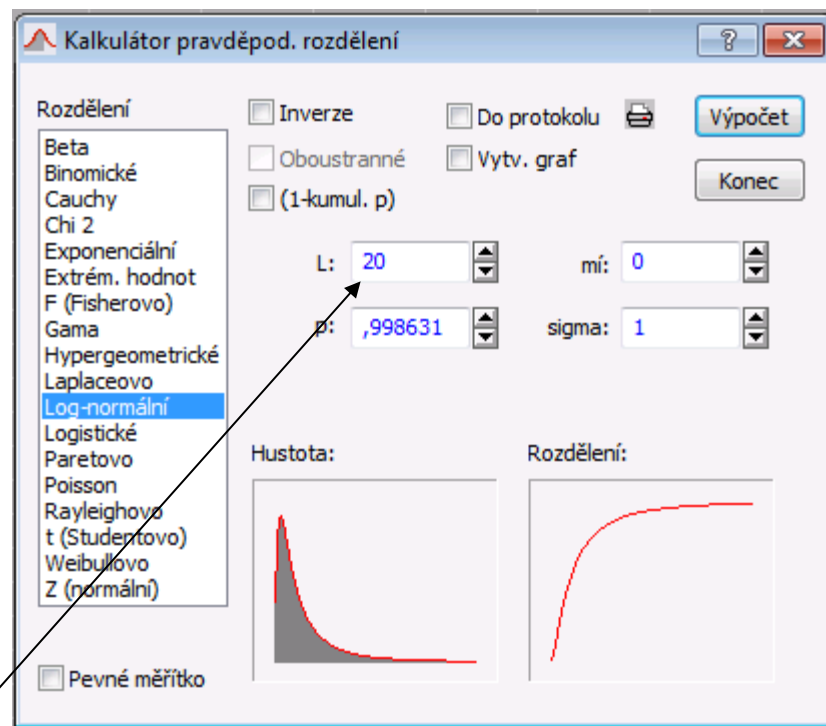 Kalkulátor pravděpod. rozdělení
Rozdělení
Beta
Binomické
Cauchy
Chi 2
Exponenciální
Extrém. hodnot
F (Fisherovo)
Gama
Hypergeometrické
Laplaceovo
Log-normální
Logistické
Paretovo
Poisson
Rayleighovo
t (Studentovo)
Weibullovo
Z (normální)
Pevné měřítko
Inverze
Oboustranné
(1-kumul. p)
Do protokolu
Vytv. graf
Výpočet
Konec
L: 20
mí: 0
p: ,998631
sigma: 1
Hustota:
Rozdělení: